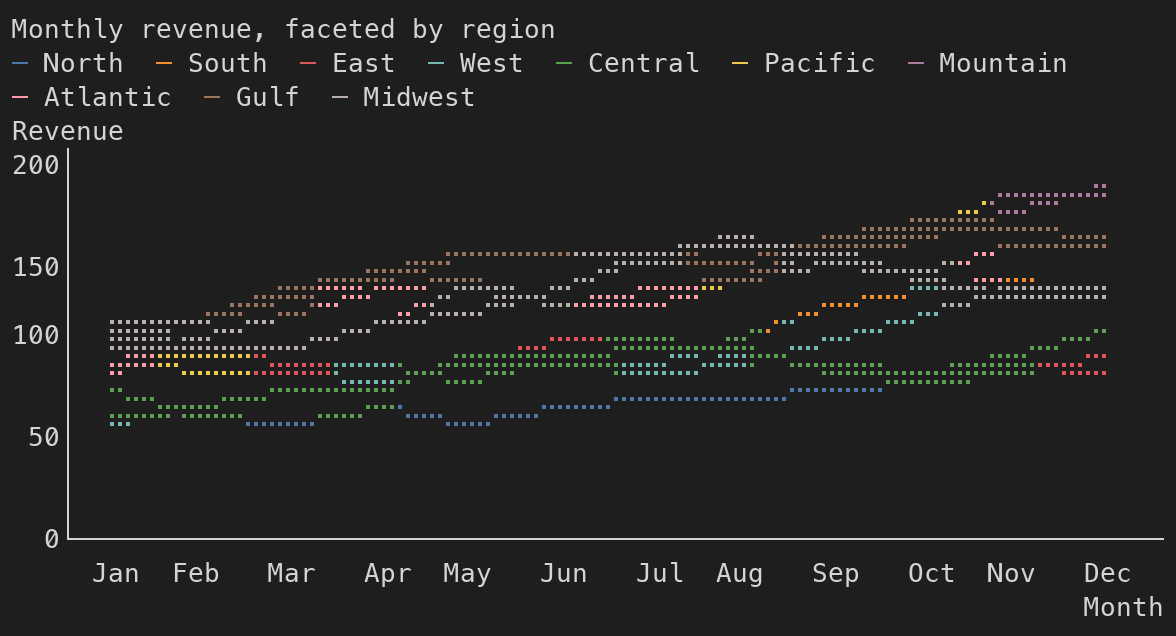 Monthly revenue, faceted by region
North South East West Central Pacific Mountain
Atlantic Gulf Midwest
Revenue
200
150
100
50
0
Jan Feb Mar Apr May Jun Jul Aug Sep Oct Nov Dec
Month